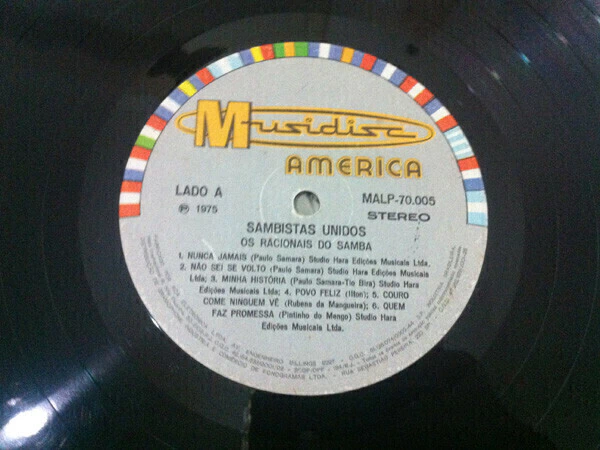 Musidisc
AMERICA
LADO A
MALP-70.005
℗ 1975
STEREO
SAMBISTAS UNIDOS
OS RACIONAIS DO SAMBA
1. NUNCA JAMAIS (Paulo Samara) Studio Hara Edições Musicais Ltda.
2. NÃO SEI SE VOLTO (Paulo Samara) Studio Hara Edições Musicais
Ltda; 3. MINHA HISTÓRIA (Paulo Samara-Tio Bira) Studio Hara
Edições Musicais Ltda; 4. POVO FELIZ (Ilton); 5. COURO
COME NINGUEM VÊ (Rubens da Mangueira); 6. QUEM
FAZ PROMESSA (Pintinho do Mengo) Studio Hara
Edições Musicais Ltda.